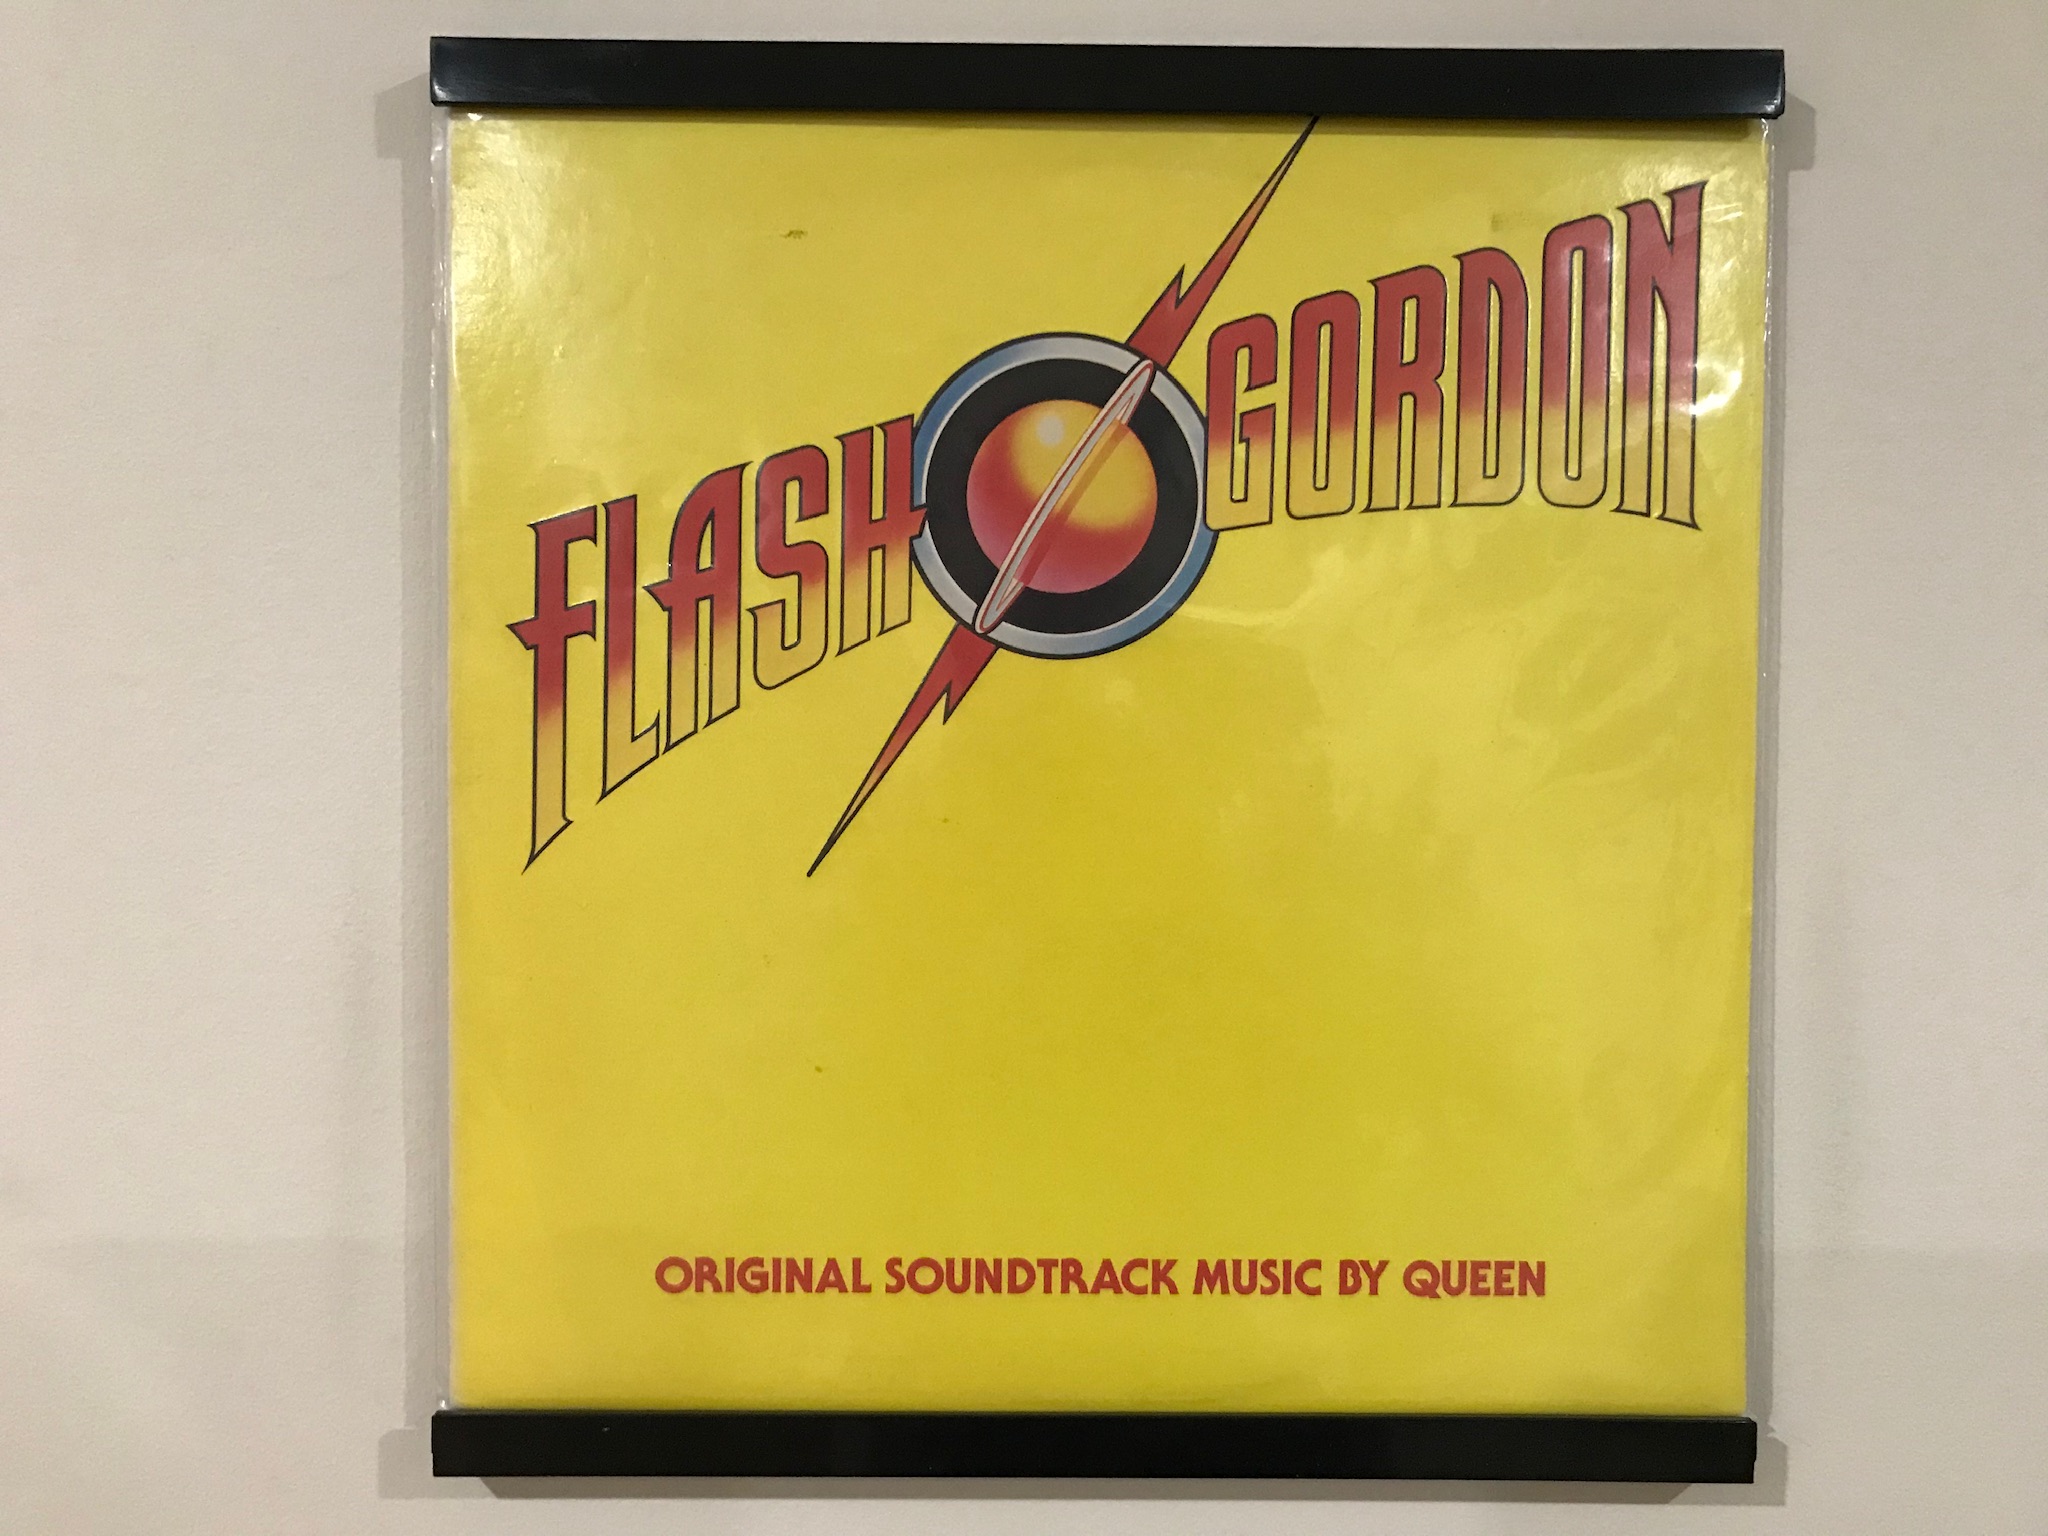 FLASH GORDON
ORIGINAL SOUNDTRACK MUSIC BY QUEEN